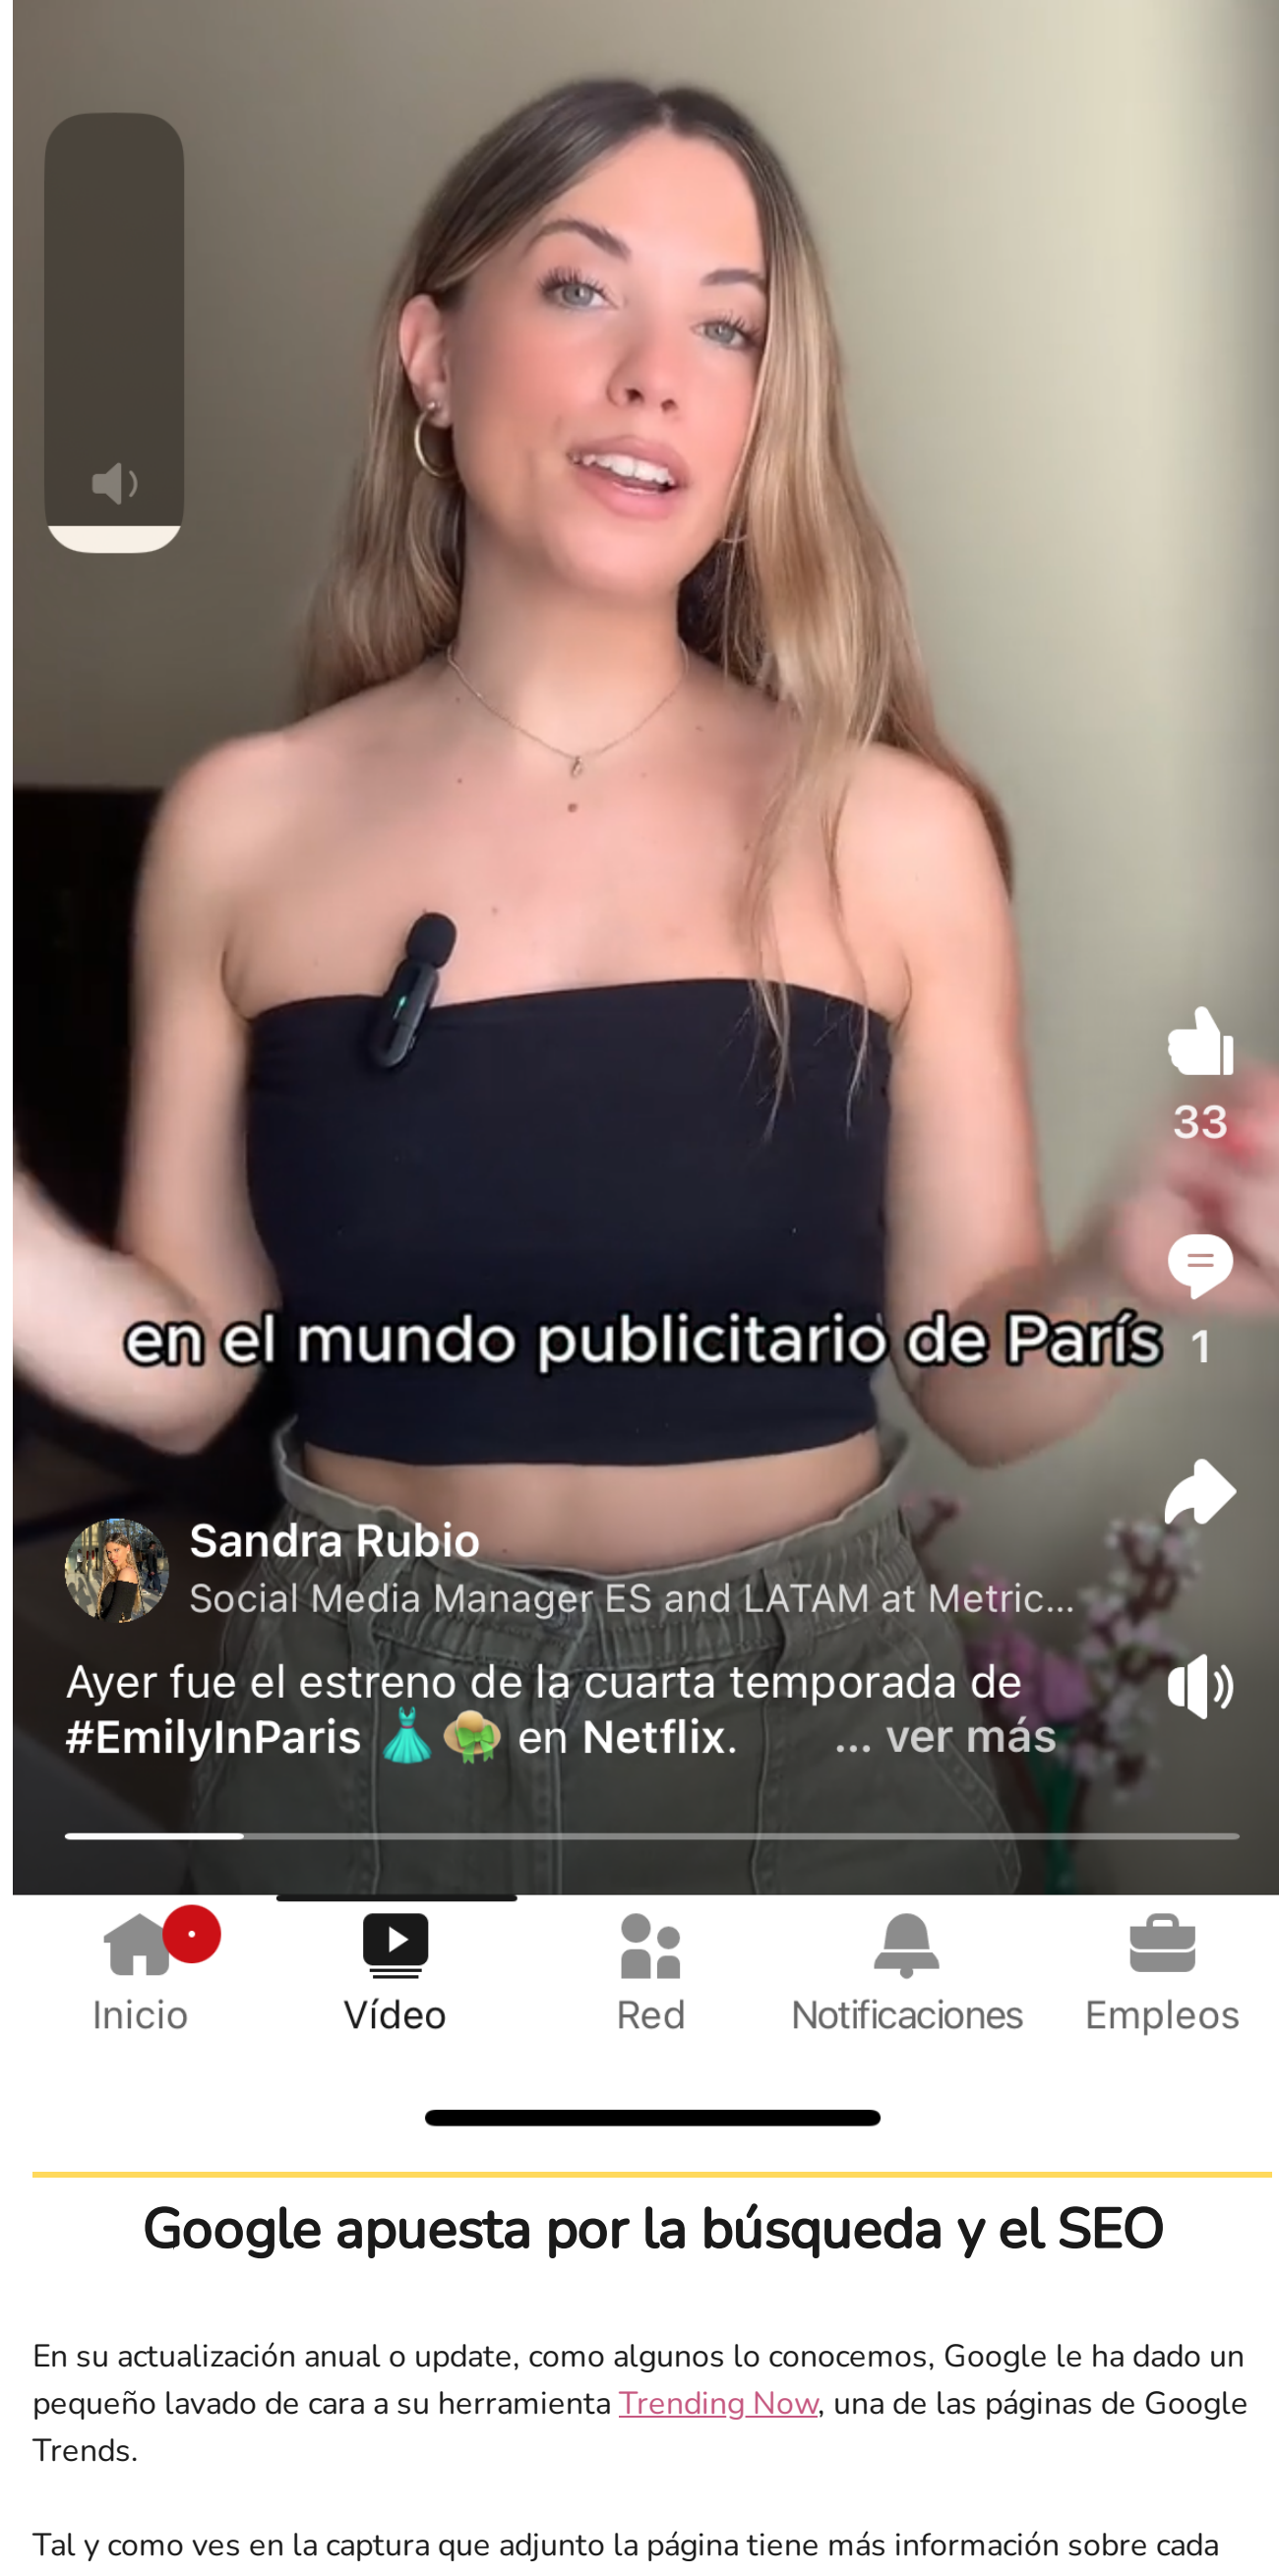 33
en el mundo publicitario de París
1
Sandra Rubio
Social Media Manager ES and LATAM at Metric...
Ayer fue el estreno de la cuarta temporada de
#EmilyInParis 👗👒 en Netflix. ... ver más
Inicio
Vídeo
Red
Notificaciones
Empleos
Google apuesta por la búsqueda y el SEO
En su actualización anual o update, como algunos lo conocemos, Google le ha dado un
pequeño lavado de cara a su herramienta Trending Now, una de las páginas de Google
Trends.
Tal y como ves en la captura que adjunto la página tiene más información sobre cada